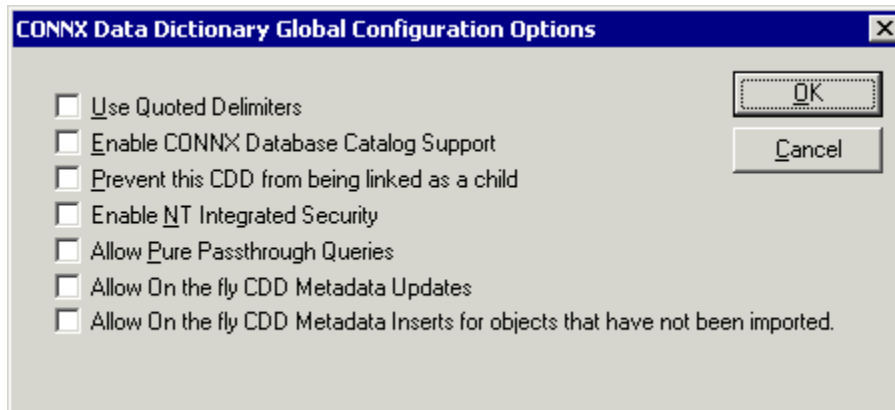 CONNX Data Dictionary Global Configuration Options
Use Quoted Delimiters
OK
Enable CONNX Database Catalog Support
Cancel
Prevent this CDD from being linked as a child
Enable NT Integrated Security
Allow Pure Passthrough Queries
Allow On the fly CDD Metadata Updates
Allow On the fly CDD Metadata Inserts for objects that have not been imported.